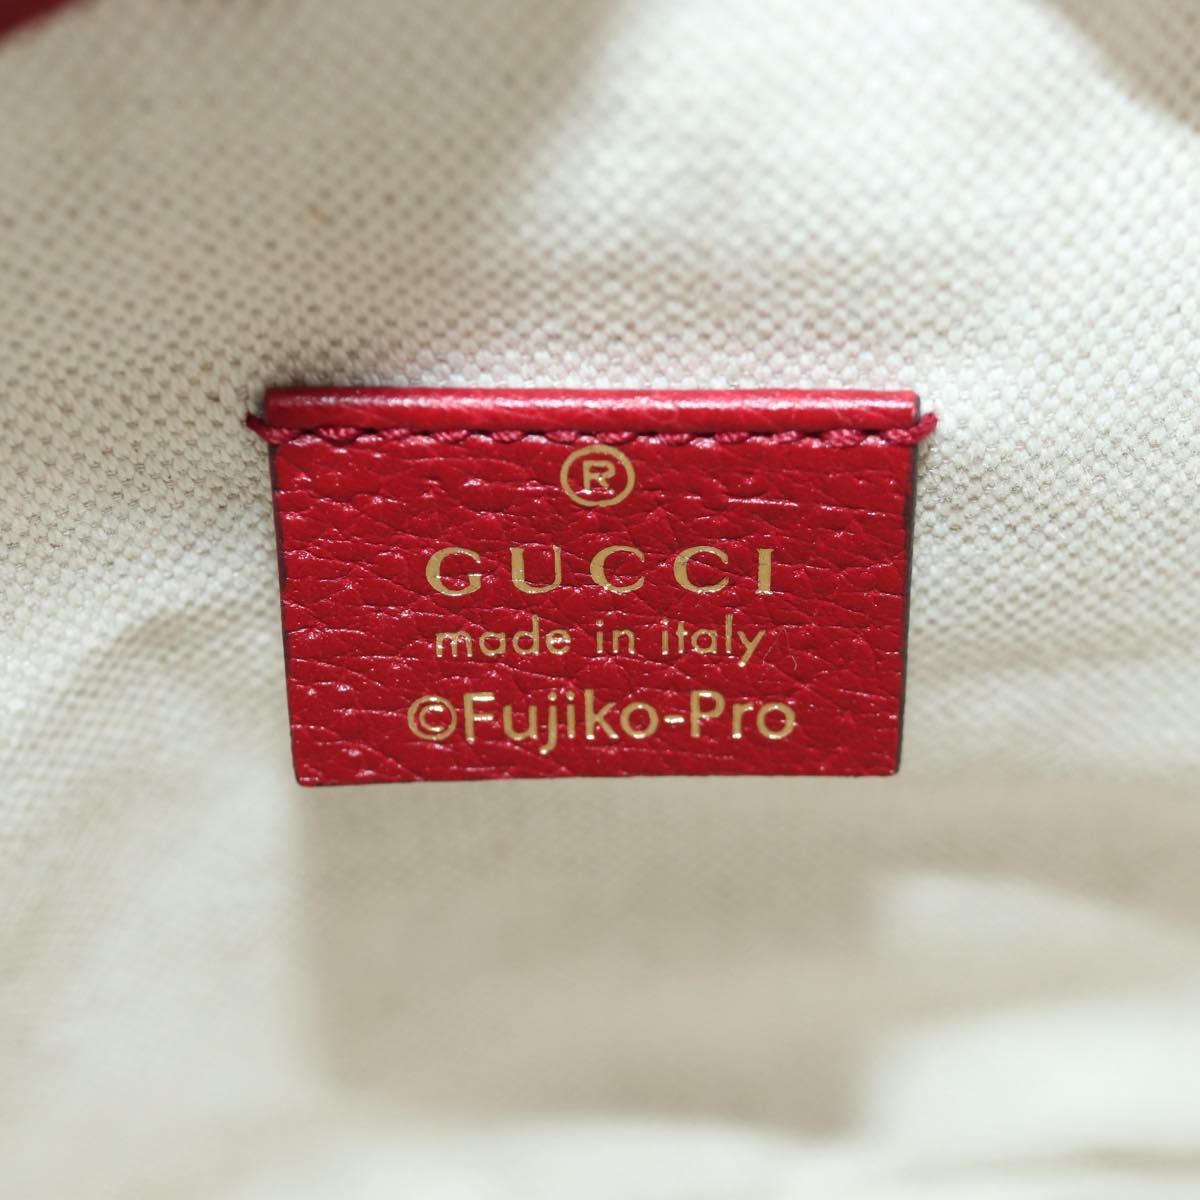 ®
GUCCI
made in italy
©Fujiko-Pro